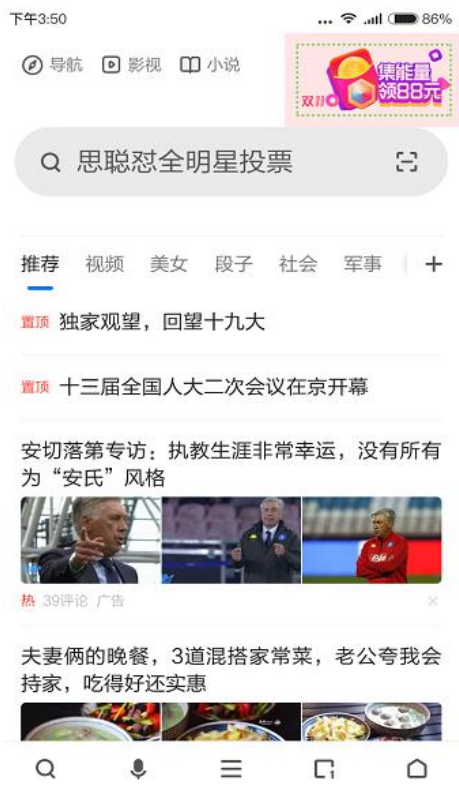 下午3:50
86%
导航
影视
小说
集能量
领88元
双11
思聪怼全明星投票
推荐
视频
美女
段子
社会
军事
置顶 独家观望，回望十九大
置顶 十三届全国人大二次会议在京开幕
安切落第专访：执教生涯非常幸运，没有所有
为“安氏”风格
热 39评论 广告
夫妻俩的晚餐，3道混搭家常菜，老公夸我会
持家，吃得好还实惠
1